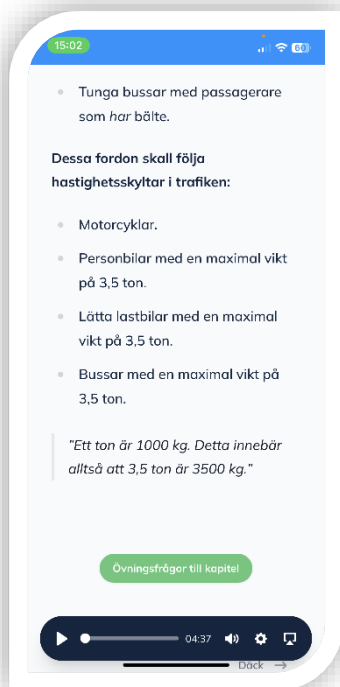 15:02
60
Tunga bussar med passagerare
som har bälte.
Dessa fordon skall följa
hastighetsskyltar i trafiken:
Motorcyklar.
Personbilar med en maximal vikt
på 3,5 ton.
Lätta lastbilar med en maximal
vikt på 3,5 ton.
Bussar med en maximal vikt på
3,5 ton.
"Ett ton är 1000 kg. Detta innebär
alltså att 3,5 ton är 3500 kg."
Övningsfrågor till kapitel
04:37
Däck →